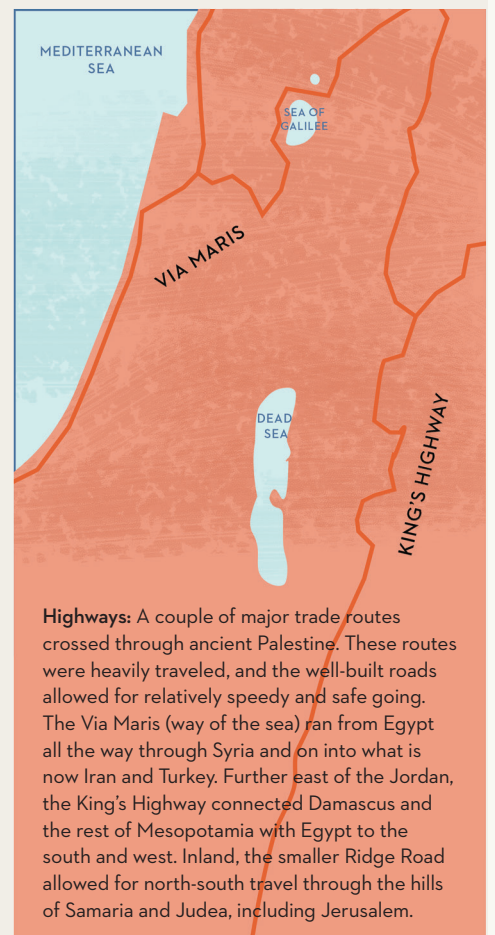 MEDITERRANEAN
SEA
SEA OF
GALILEE
VIA MARIS
DEAD
SEA
KING'S HIGHWAY
Highways: A couple of major trade routes
crossed through ancient Palestine. These routes
were heavily traveled, and the well-built roads
allowed for relatively speedy and safe going.
The Via Maris (way of the sea) ran from Egypt
all the way through Syria and on into what is
now Iran and Turkey. Further east of the Jordan,
the King's Highway connected Damascus and
the rest of Mesopotamia with Egypt to the
south and west. Inland, the smaller Ridge Road
allowed for north-south travel through the hills
of Samaria and Judea, including Jerusalem.